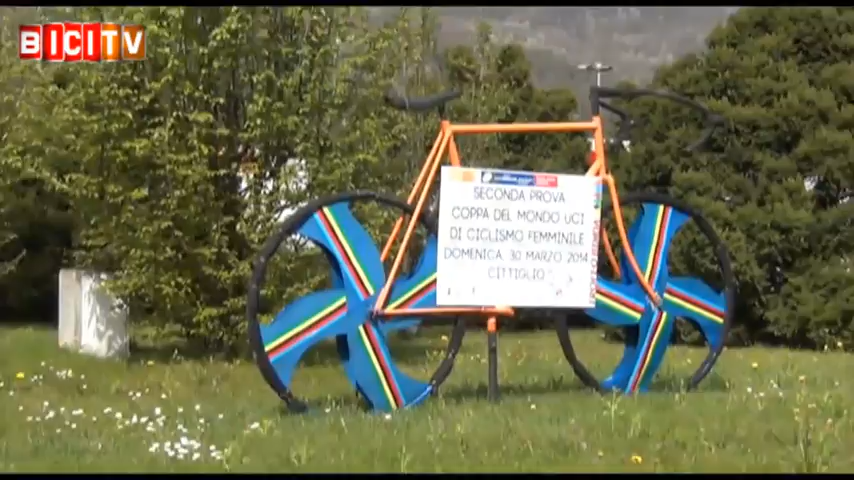 BICITV
SECONDA PROVA
COPPA DEL MONDO UCI
DI CICLISMO FEMMINILE
DOMENICA 30 MARZO 2014
CITTIGLIO